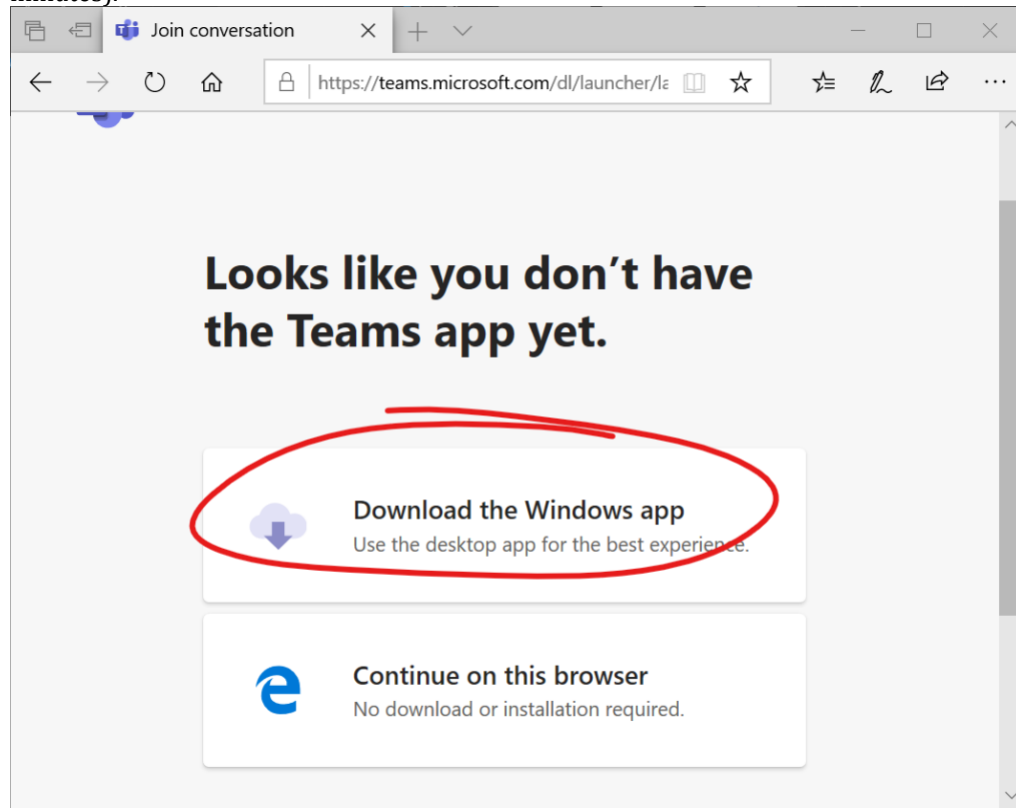 minutes).
Join conversation
https://teams.microsoft.com/dl/launcher/la
Looks like you don’t have
the Teams app yet.
Download the Windows app
Use the desktop app for the best experience.
Continue on this browser
No download or installation required.